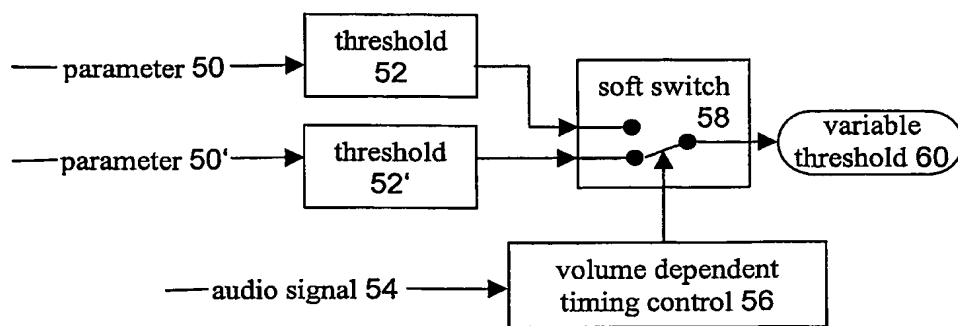 parameter 50
threshold
52
soft switch
58
variable
threshold 60
parameter 50'
threshold
52'
audio signal 54
volume dependent
timing control 56